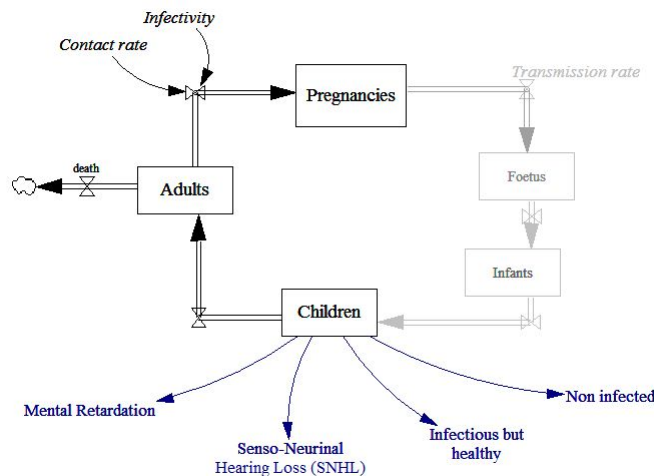 Infectivity
Contact rate
Transmission rate
Pregnancies
death
Adults
Foetus
Infants
Children
Mental Retardation
Non infected
Senso-Neurinal
Hearing Loss (SNHL)
Infectious but
healthy